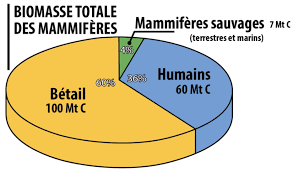 BIOMASSE TOTALE
DES MAMMIFÈRES
Mammifères sauvages 7 Mt C
(terrestres et marins)
4%
60%
36%
Humains
60 Mt C
Bétail
100 Mt C